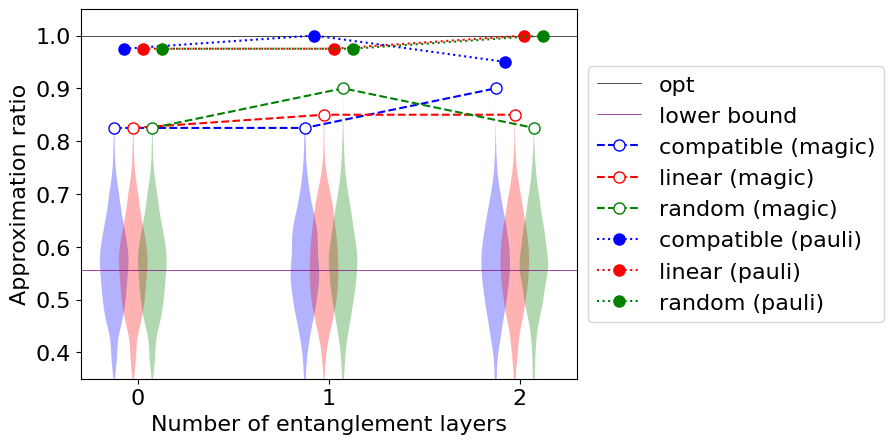 1.0
0.9
0.8
0.7
0.6
0.5
0.4
Approximation ratio
0 1 2
Number of entanglement layers
opt
lower bound
compatible (magic)
linear (magic)
random (magic)
compatible (pauli)
linear (pauli)
random (pauli)